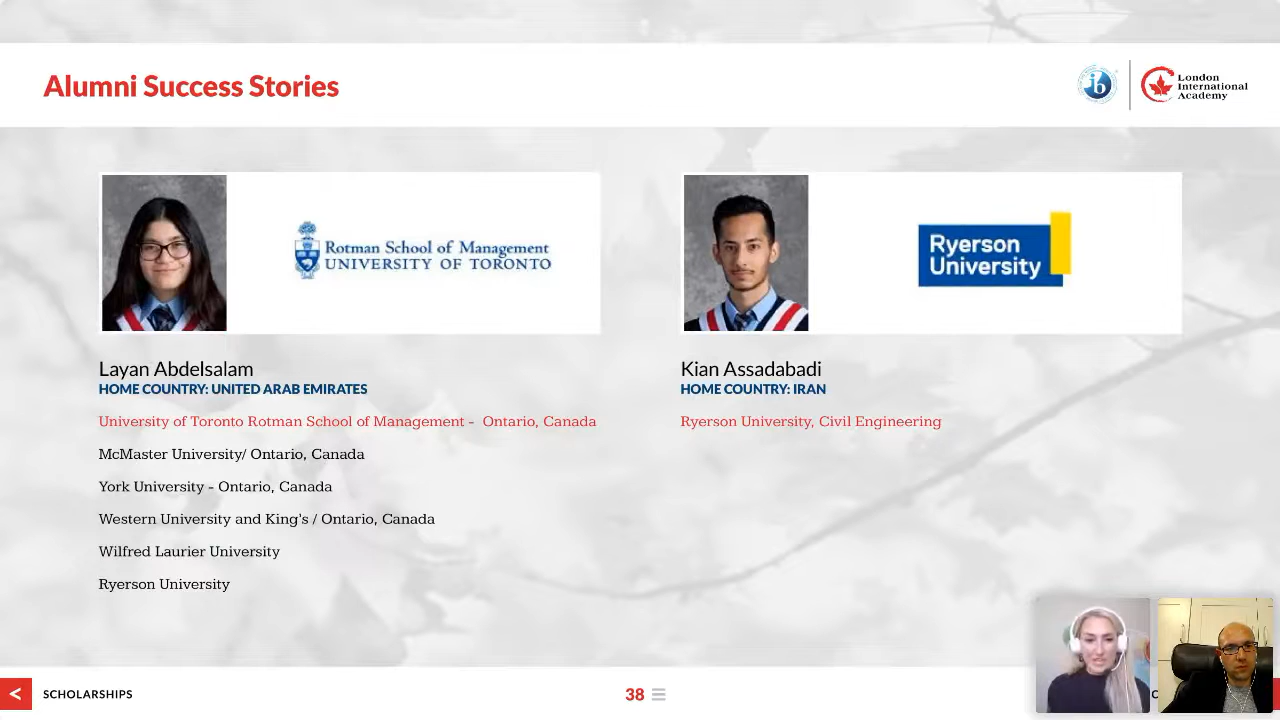 Alumni Success Stories
ib
London
International
Academy
Rotman School of Management
UNIVERSITY OF TORONTO
Ryerson
University
Layan Abdelsalam
HOME COUNTRY: UNITED ARAB EMIRATES
University of Toronto Rotman School of Management - Ontario, Canada
McMaster University/ Ontario, Canada
York University - Ontario, Canada
Western University and King's / Ontario, Canada
Wilfred Laurier University
Ryerson University
Kian Assadabadi
HOME COUNTRY: IRAN
Ryerson University, Civil Engineering
< SCHOLARSHIPS
38